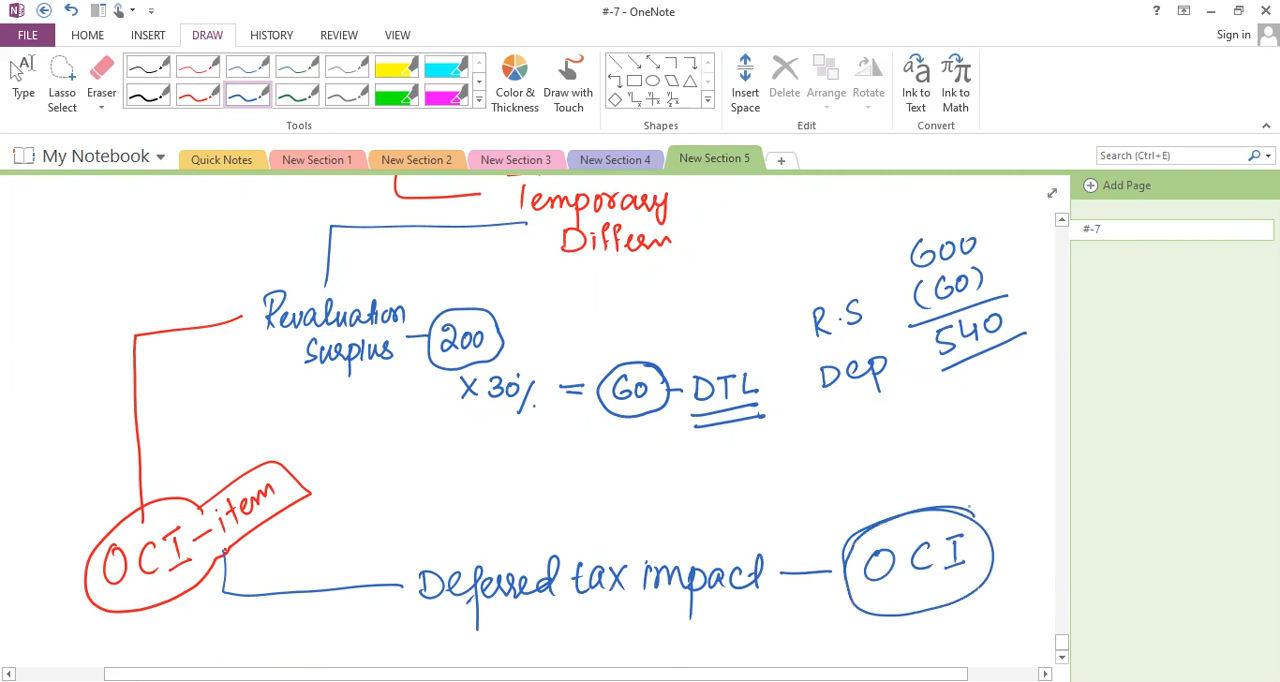 #-7 - OneNote
FILE HOME INSERT DRAW HISTORY REVIEW VIEW
Sign in
Type Lasso Select Eraser Color & Thickness Draw with Touch Insert Space Delete Arrange Rotate Ink to Text Ink to Math
Tools Shapes Edit Convert
My Notebook Quick Notes New Section 1 New Section 2 New Section 3 New Section 4 New Section 5
Search (Ctrl+E)
Add Page
#-7
Temporary
Differn
600
(60)
540
Revaluation
Surplus - 200
R.S
Dep
X 30% = 60 - DTL
OCI-item
Deferred tax impact - OCI